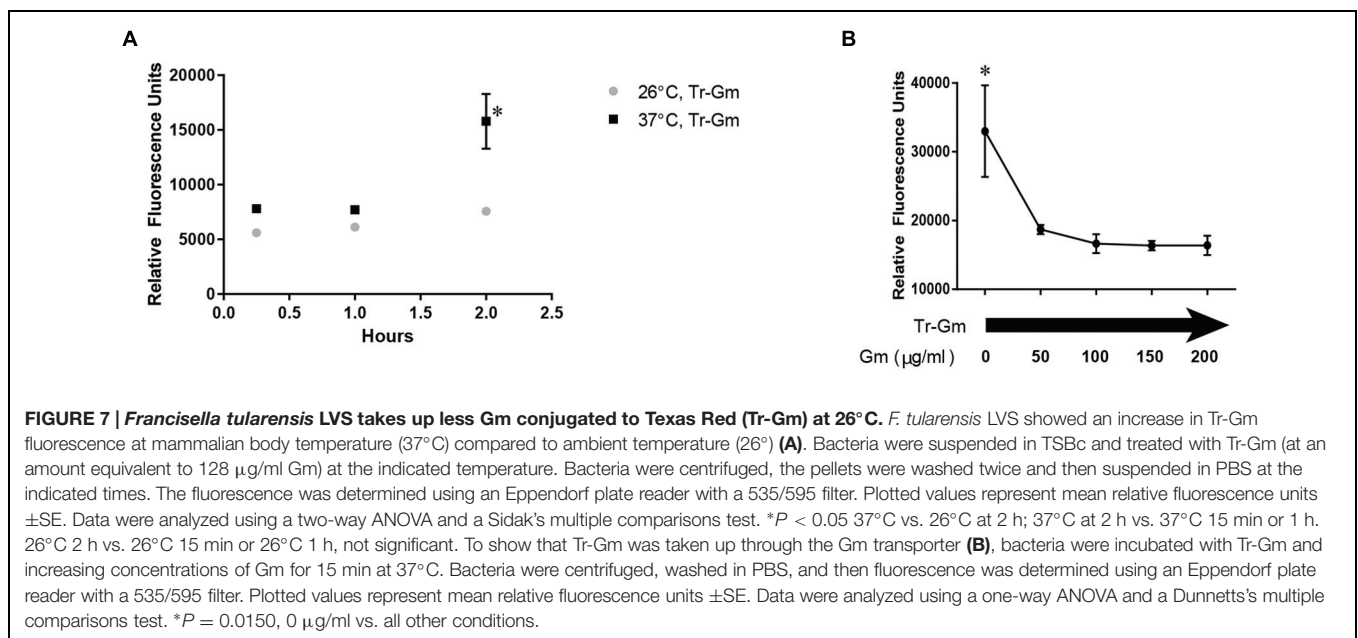 A
B
Relative Fluorescence Units
20000
15000
10000
5000
0
*
0.0 0.5 1.0 1.5 2.0 2.5
Hours
26°C, Tr-Gm
37°C, Tr-Gm
Relative Fluorescence Units
40000
30000
20000
10000
*
Tr-Gm
Gm (µg/ml) 0 50 100 150 200
FIGURE 7 | Francisella tularensis LVS takes up less Gm conjugated to Texas Red (Tr-Gm) at 26°C. F. tularensis LVS showed an increase in Tr-Gm
fluorescence at mammalian body temperature (37°C) compared to ambient temperature (26°) (A). Bacteria were suspended in TSBc and treated with Tr-Gm (at an
amount equivalent to 128 µg/ml Gm) at the indicated temperature. Bacteria were centrifuged, the pellets were washed twice and then suspended in PBS at the
indicated times. The fluorescence was determined using an Eppendorf plate reader with a 535/595 filter. Plotted values represent mean relative fluorescence units
±SE. Data were analyzed using a two-way ANOVA and a Sidak's multiple comparisons test. *P < 0.05 37°C vs. 26°C at 2 h; 37°C at 2 h vs. 37°C 15 min or 1 h.
26°C 2 h vs. 26°C 15 min or 26°C 1 h, not significant. To show that Tr-Gm was taken up through the Gm transporter (B), bacteria were incubated with Tr-Gm and
increasing concentrations of Gm for 15 min at 37°C. Bacteria were centrifuged, washed in PBS, and then fluorescence was determined using an Eppendorf plate
reader with a 535/595 filter. Plotted values represent mean relative fluorescence units ±SE. Data were analyzed using a one-way ANOVA and a Dunnetts's multiple
comparisons test. *P = 0.0150, 0 µg/ml vs. all other conditions.